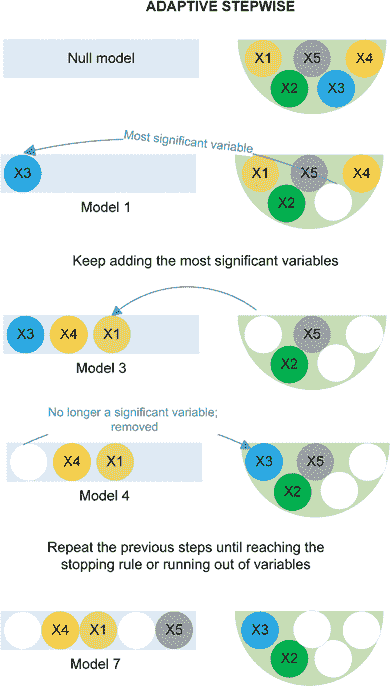 ADAPTIVE STEPWISE
Null model
X1 X5 X4
X2 X3
Most significant variable
X3
X1 X5 X4
X2
Model 1
Keep adding the most significant variables
X3 X4 X1
X5
X2
Model 3
No longer a significant variable;
removed
X4 X1
X3 X5
X2
Model 4
Repeat the previous steps until reaching the
stopping rule or running out of variables
X4 X1 X5
X3
X2
Model 7